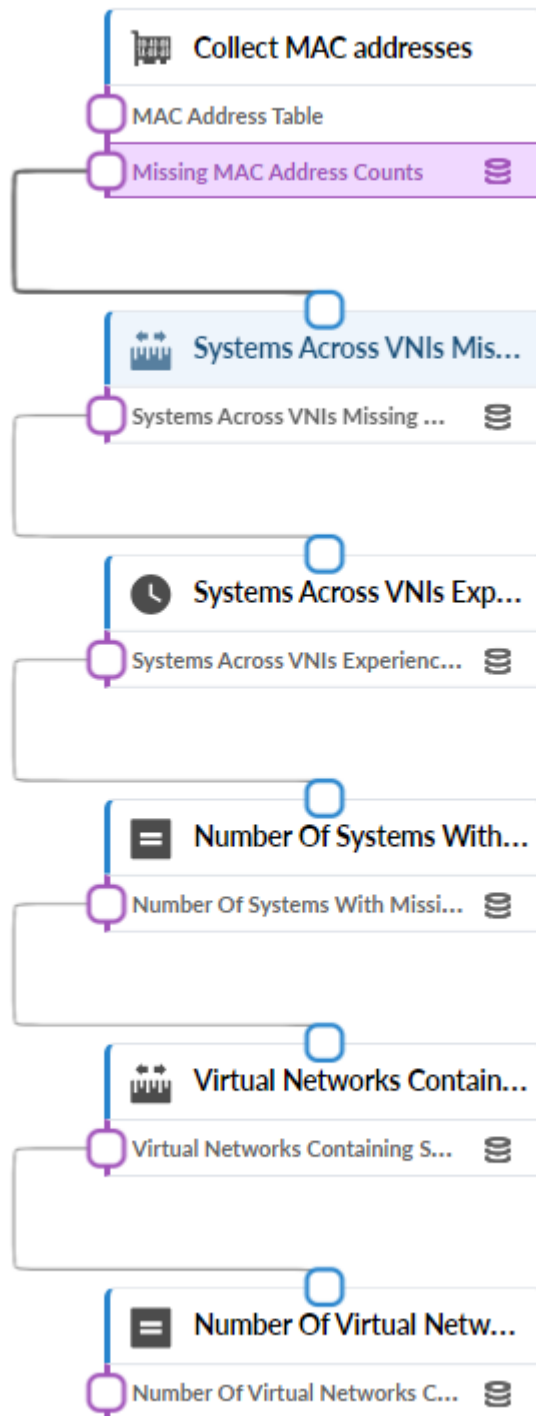 Collect MAC addresses
MAC Address Table
Missing MAC Address Counts
Systems Across VNIs Mis...
Systems Across VNIs Missing ...
Systems Across VNIs Exp...
Systems Across VNIs Experienc...
Number Of Systems With...
Number Of Systems With Missi...
Virtual Networks Contain...
Virtual Networks Containing S...
Number Of Virtual Netw...
Number Of Virtual Networks C...